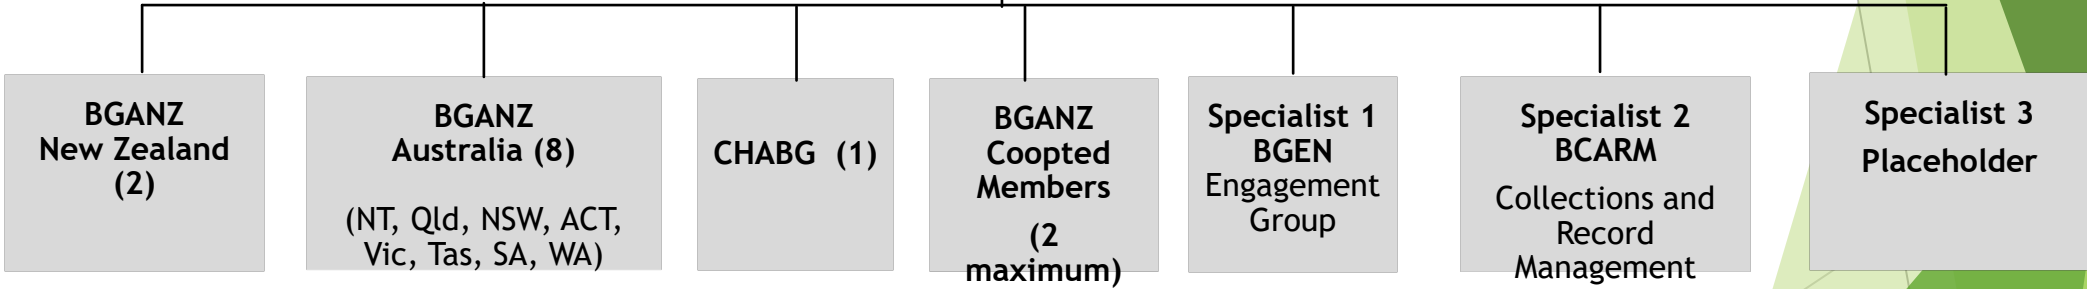 BGANZ
New Zealand
(2)
BGANZ
Australia (8)
(NT, Qld, NSW, ACT,
Vic, Tas, SA, WA)
CHABG (1)
BGANZ
Coopted
Members
(2
maximum)
Specialist 1
BGEN
Engagement
Group
Specialist 2
BCARM
Collections and
Record
Management
Specialist 3
Placeholder